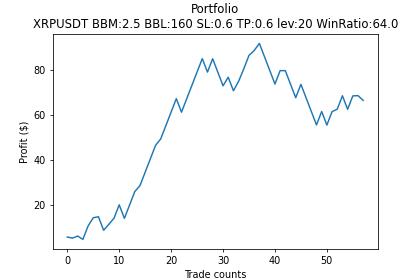 Portfolio
XRPUSDT BBM:2.5 BBL:160 SL:0.6 TP:0.6 lev:20 WinRatio:64.0
80
60
40
20
Profit ($)
0 10 20 30 40 50
Trade counts